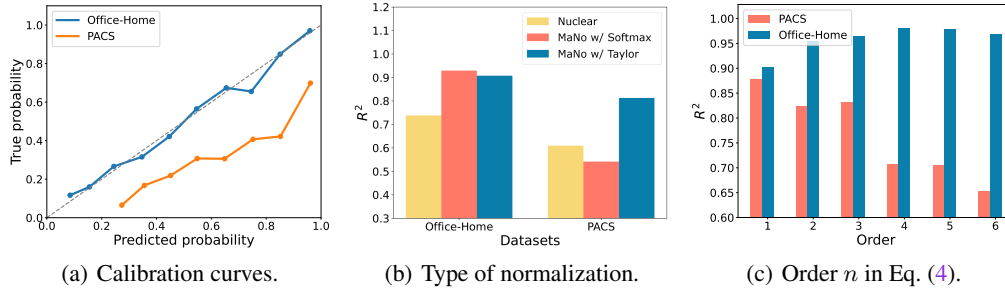 Office-Home
PACS
1.0
0.8
0.6
0.4
0.2
0.0
True probability
0.0 0.2 0.4 0.6 0.8 1.0
Predicted probability
(a) Calibration curves.
Nuclear
MaNo w/ Softmax
MaNo w/ Taylor
1.1
1.0
0.9
0.8
0.7
0.6
0.5
0.4
0.3
R²
Office-Home PACS
Datasets
(b) Type of normalization.
PACS
Office-Home
1.00
0.95
0.90
0.85
0.80
0.75
0.70
0.65
0.60
R²
1 2 3 4 5 6
Order
(c) Order n in Eq. (4).